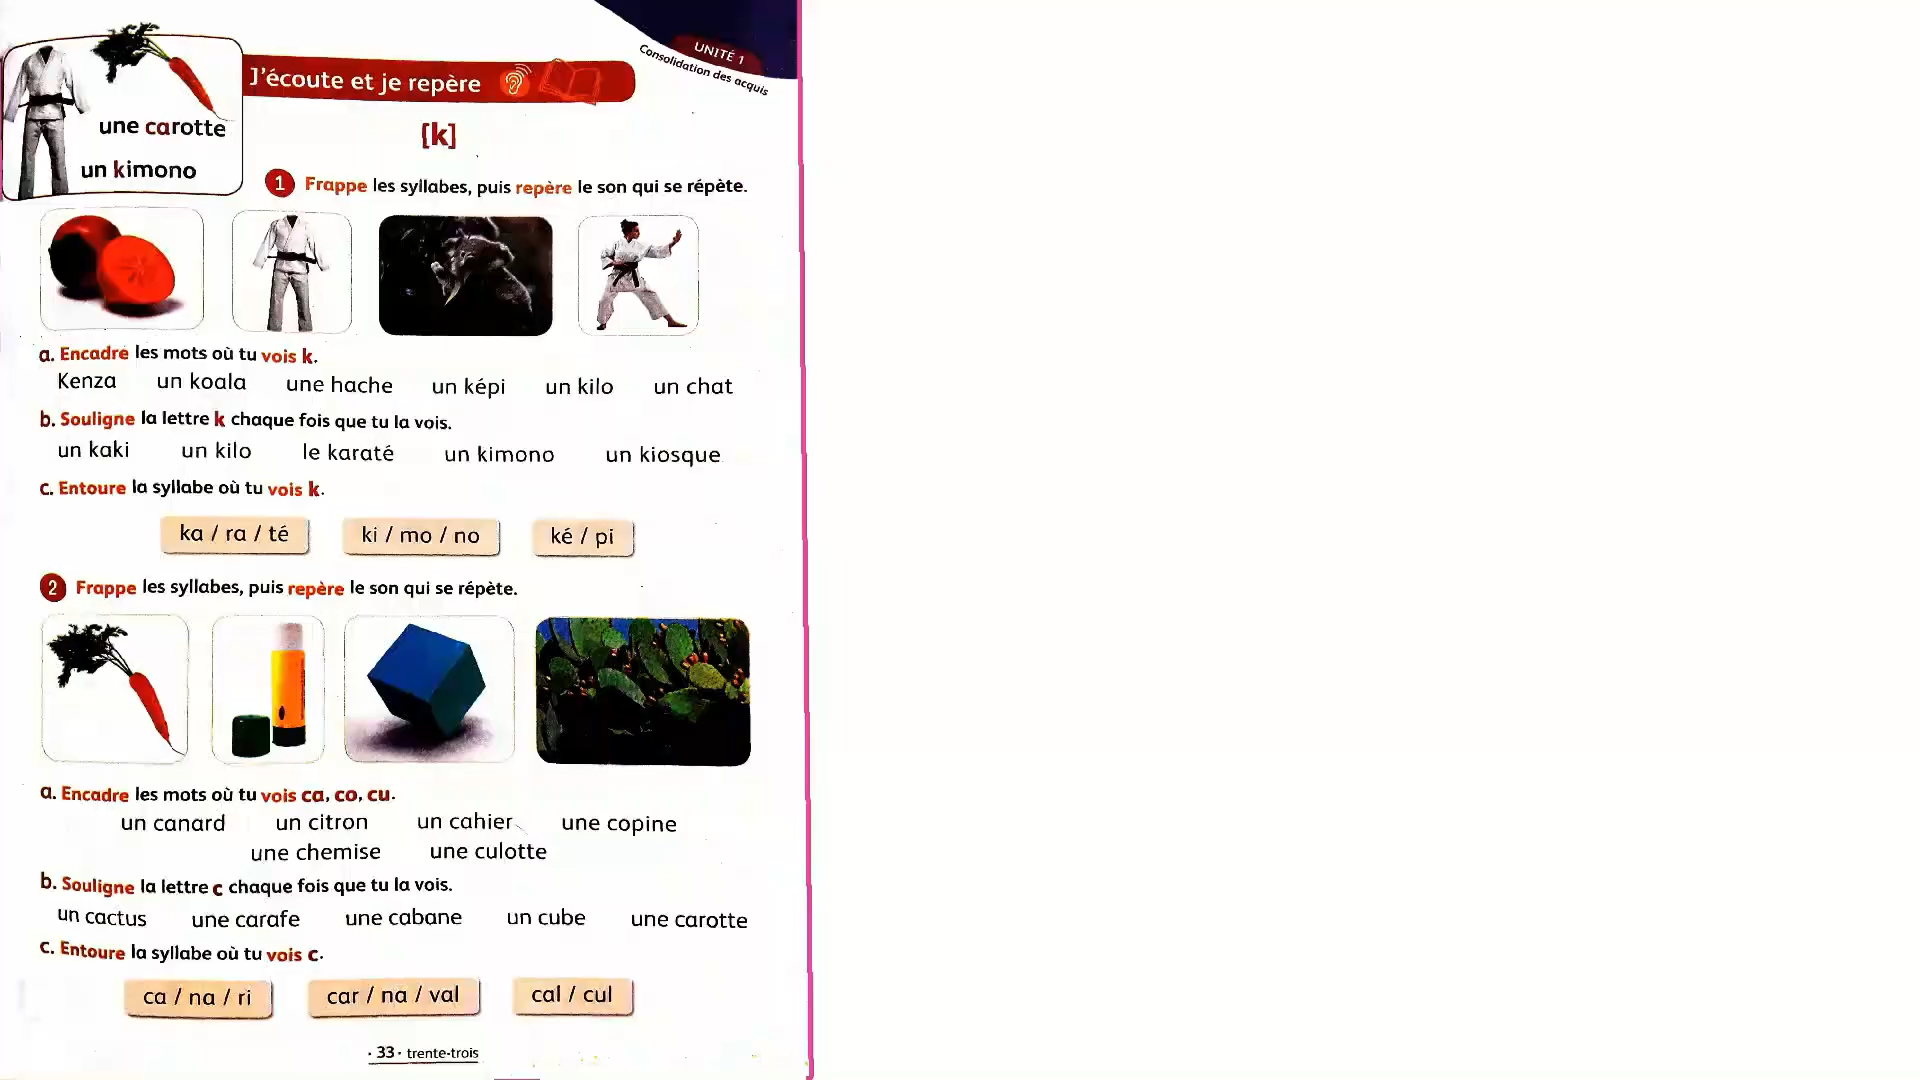 UNITÉ 1
Consolidation des acquis
J'écoute et je repère
une carotte
un kimono
[k]
1 Frappe les syllabes, puis repère le son qui se répète.
a. Encadre les mots où tu vois k.
Kenza un koala une hache un képi un kilo un chat
b. Souligne la lettre k chaque fois que tu la vois.
un kaki un kilo le karaté un kimono un kiosque
c. Entoure la syllabe où tu vois k.
ka / ra / té ki / mo / no ké / pi
2 Frappe les syllabes, puis repère le son qui se répète.
a. Encadre les mots où tu vois ca, co, cu.
un canard un citron un cahier une copine
une chemise une culotte
b. Souligne la lettre c chaque fois que tu la vois.
un cactus une carafe une cabane un cube une carotte
c. Entoure la syllabe où tu vois c.
ca / na / ri car / na / val cal / cul
· 33 · trente-trois